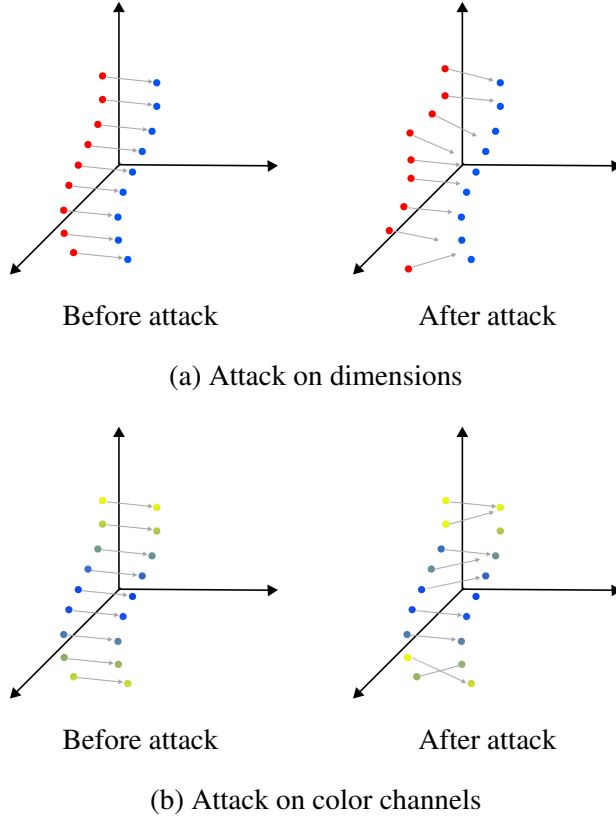 Before attack After attack
(a) Attack on dimensions
Before attack After attack
(b) Attack on color channels